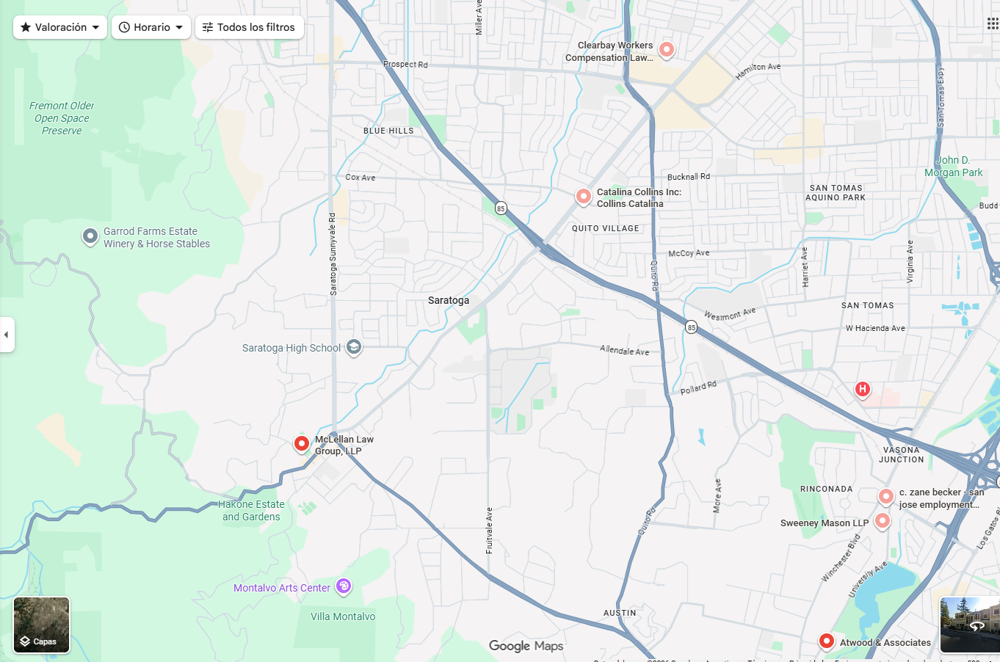 Valoración
Horario
Todos los filtros
Miller Ave
Clearbay Workers
Compensation Law...
Prospect Rd
Hamilton Ave
San Tomas Expy
Fremont Older
Open Space
Preserve
BLUE HILLS
John D.
Morgan Park
Cox Ave
Bucknall Rd
SAN TOMAS
AQUINO PARK
Catalina Collins Inc:
Collins Catalina
85
Budd
Garrod Farms Estate
Winery & Horse Stables
QUITO VILLAGE
Saratoga Sunnyvale Rd
McCoy Ave
Quito Rd
Harriet Ave
Virginia Ave
Saratoga
SAN TOMAS
Westmont Ave
85
W Hacienda Ave
Saratoga High School
Allendale Ave
Pollard Rd
H
McLellan Law
Group, LLP
VASONA
JUNCTION
RINCONADA
c. zane becker - san
jose employment...
More Ave
Hakone Estate
and Gardens
Quito Rd
Sweeney Mason LLP
Fruitvale Ave
Winchester Blvd
Los Gatos
University Ave
Montalvo Arts Center
Villa Montalvo
AUSTIN
Capas
Google Maps
Atwood & Associates